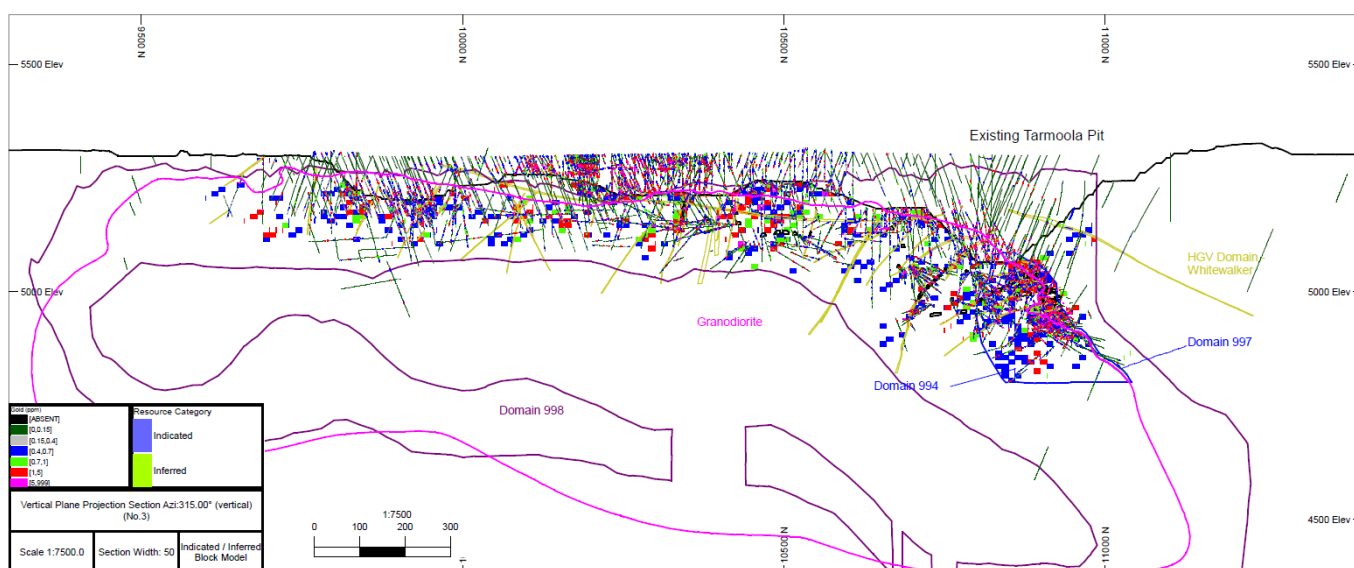 9500 N
10000 N
10500 N
11000 N
5500 Elev
5500 Elev
Existing Tarmoola Pit
HGV Domain
Whitewalker
5000 Elev
5000 Elev
Granodiorite
Domain 997
Domain 994
Domain 998
Gold (ppm)
[ABSENT]
[0,0.15]
[0.15,0.4]
[0.4,0.7]
[0.7,1]
[1,5]
[5,999]
Resource Category
Indicated
Inferred
Vertical Plane Projection Section Azi:315.00° (vertical)
(No.3)
Scale 1:7500.0
Section Width: 50
Indicated / Inferred
Block Model
1:7500
0 100 200 300
10500 N
11000 N
4500 Elev